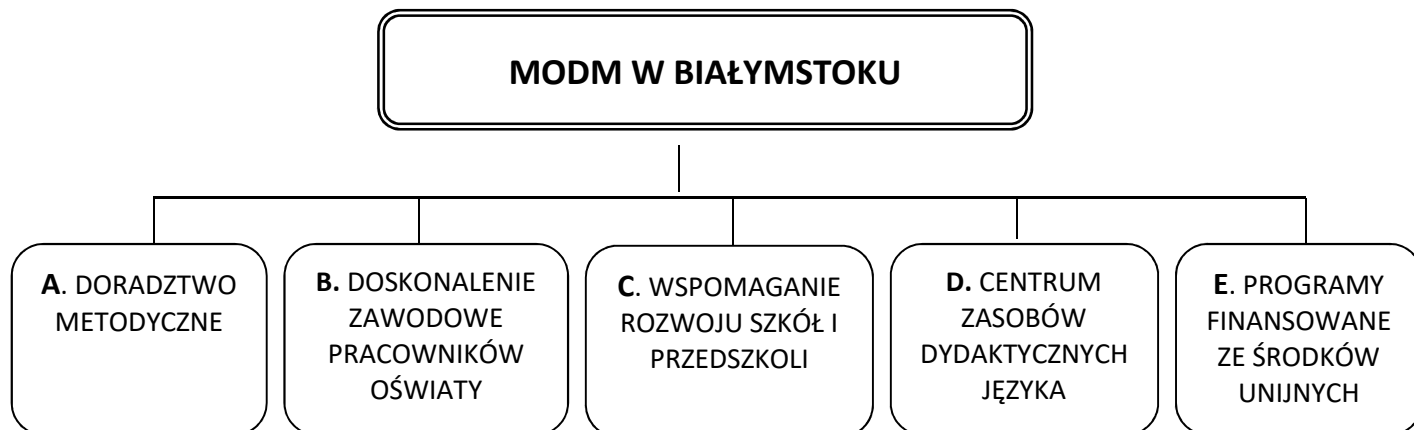 MODM W BIAŁYMSTOKU
A. DORADZTWO
METODYCZNE
B. DOSKONALENIE
ZAWODOWE
PRACOWNIKÓW
OŚWIATY
C. WSPOMAGANIE
ROZWOJU SZKÓŁ I
PRZEDSZKOLI
D. CENTRUM
ZASOBÓW
DYDAKTYCZNYCH
JĘZYKA
E. PROGRAMY
FINANSOWANE
ZE ŚRODKÓW
UNIJNYCH